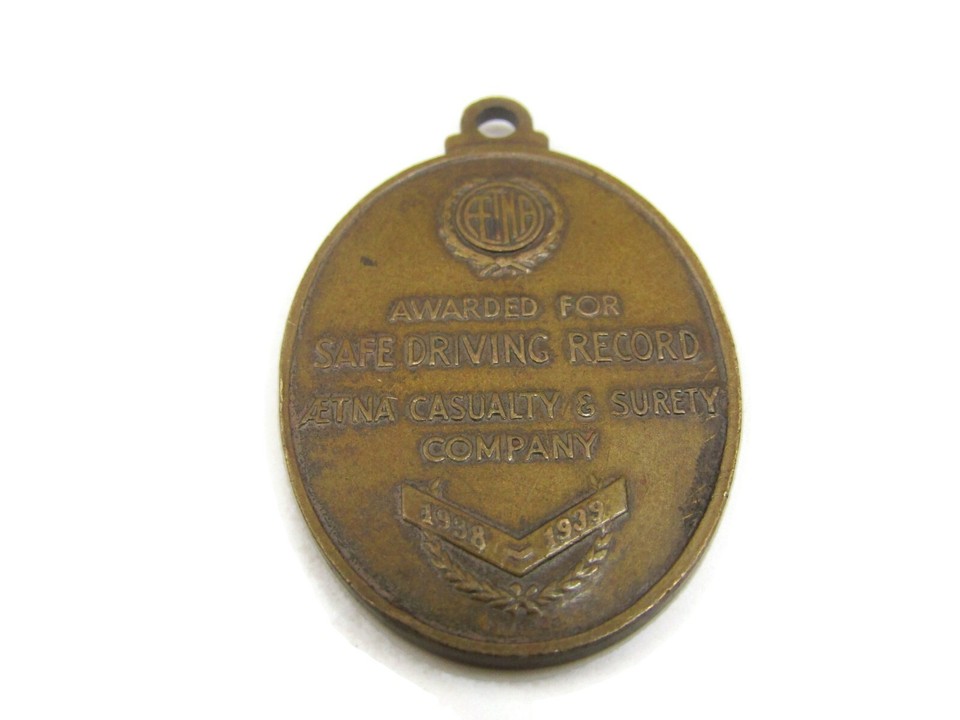 ÆTNA
AWARDED FOR
SAFE DRIVING RECORD
ÆTNA CASUALTY & SURETY
COMPANY
1938 1939